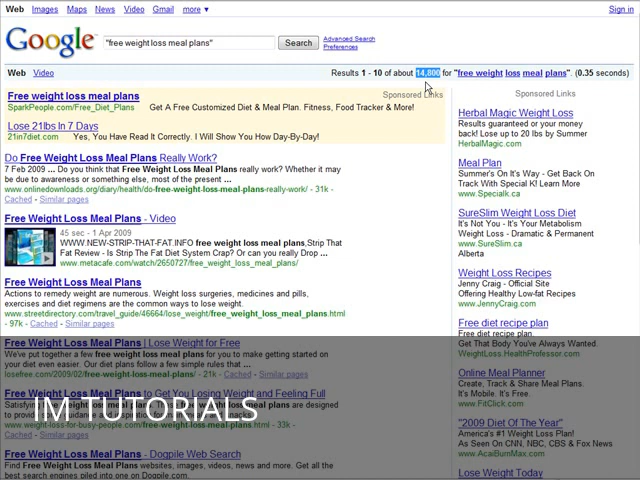 Web Images Maps News Video Gmail more ▼ Sign in
Google
"free weight loss meal plans" Search Advanced Search
Preferences
Web Video Results 1 - 10 of about 14,800 for "free weight loss meal plans". (0.35 seconds)
Free weight loss meal plans
Sponsored Links
SparkPeople.com/Free_Diet_Plans Get A Free Customized Diet & Meal Plan. Fitness, Food Tracker & More!
Lose 21lbs In 7 Days
21in7diet.com Yes, You Have Read It Correctly. I Will Show You How Day-By-Day!
Do Free Weight Loss Meal Plans Really Work?
7 Feb 2009 ... Do you think that Free Weight Loss Meal Plans really work? Whether it may
be due to awareness or something else, most of the present ...
www.onlinedownloads.org/diary/health/do-free-weight-loss-meal-plans-really-work/ - 31k -
Cached - Similar pages
Free Weight Loss Meal Plans - Video
45 sec - 1 Apr 2009
WWW.NEW-STRIP-THAT-FAT.INFO free weight loss meal plans,Strip That
Fat Review - Is Strip The Fat Diet System Crap? Or can you really Drop ...
www.metacafe.com/watch/2650727/free_weight_loss_meal_plans/
Free Weight Loss Meal Plans
Actions to remedy weight are numerous. Weight loss surgeries, medicines and pills,
exercises and diet regimens are the common ways to lose weight.
www.streetdirectory.com/travel_guide/46664/lose_weight/free_weight_loss_meal_plans.html
- 97k - Cached - Similar pages
Free Weight Loss Meal Plans | Lose Weight for Free
We've put together a few free weight loss meal plans for you to make getting started on
your diet even easier. Our diet plans follow a few simple rules that ...
losefree.com/2009/02/free-weight-loss-meal-plans/ - 21k - Cached - Similar pages
Free Weight Loss Meal Plans to Get You Losing Weight and Feeling Full
are designed
to provide
www.weight-loss-for-busy-people.com/free-weight-loss-meal-plans.html - 33k -
Cached - Similar pages
IM-TUTORIALS
Free Weight Loss Meal Plans - Dogpile Web Search
Find Free Weight Loss Meal Plans websites, images, videos, news and more. Get all the
best search engines piled into one on Dogpile.com.
Sponsored Links
Herbal Magic Weight Loss
Results guaranteed or your money
back! Lose up to 20 lbs by Summer
HerbalMagic.com
Meal Plan
Summer's On It's Way - Get Back On
Track With Special K! Learn More
www.Specialk.ca
SureSlim Weight Loss Diet
It's Not You - It's Your Metabolism
Weight Loss - Dramatic & Permanent
www.SureSlim.ca
Alberta
Weight Loss Recipes
Jenny Craig - Official Site
Offering Healthy Low-fat Recipes
www.JennyCraig.com
Free diet recipe plan
Get That Body You've Always Wanted.
WeightLoss.HealthProfessor.com
Online Meal Planner
Create, Track & Share Meal Plans.
It's Mobile. It's Free.
www.FitClick.com
"2009 Diet Of The Year"
America's #1 Weight Loss Plan!
As Seen On CNN, NBC, CBS & Fox News
www.AcaiBurnMax.com
Lose Weight Today